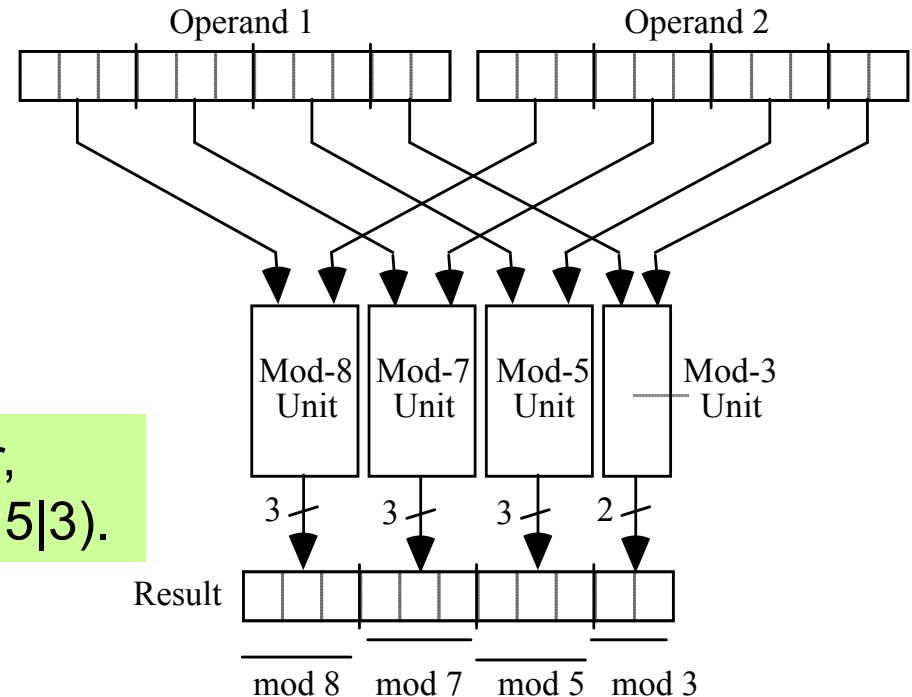 Operand 1 Operand 2
Mod-8 Mod-7 Mod-5 Mod-3
Unit Unit Unit Unit
5|3).
3 3 3 2
Result
mod 8 mod 7 mod 5 mod 3